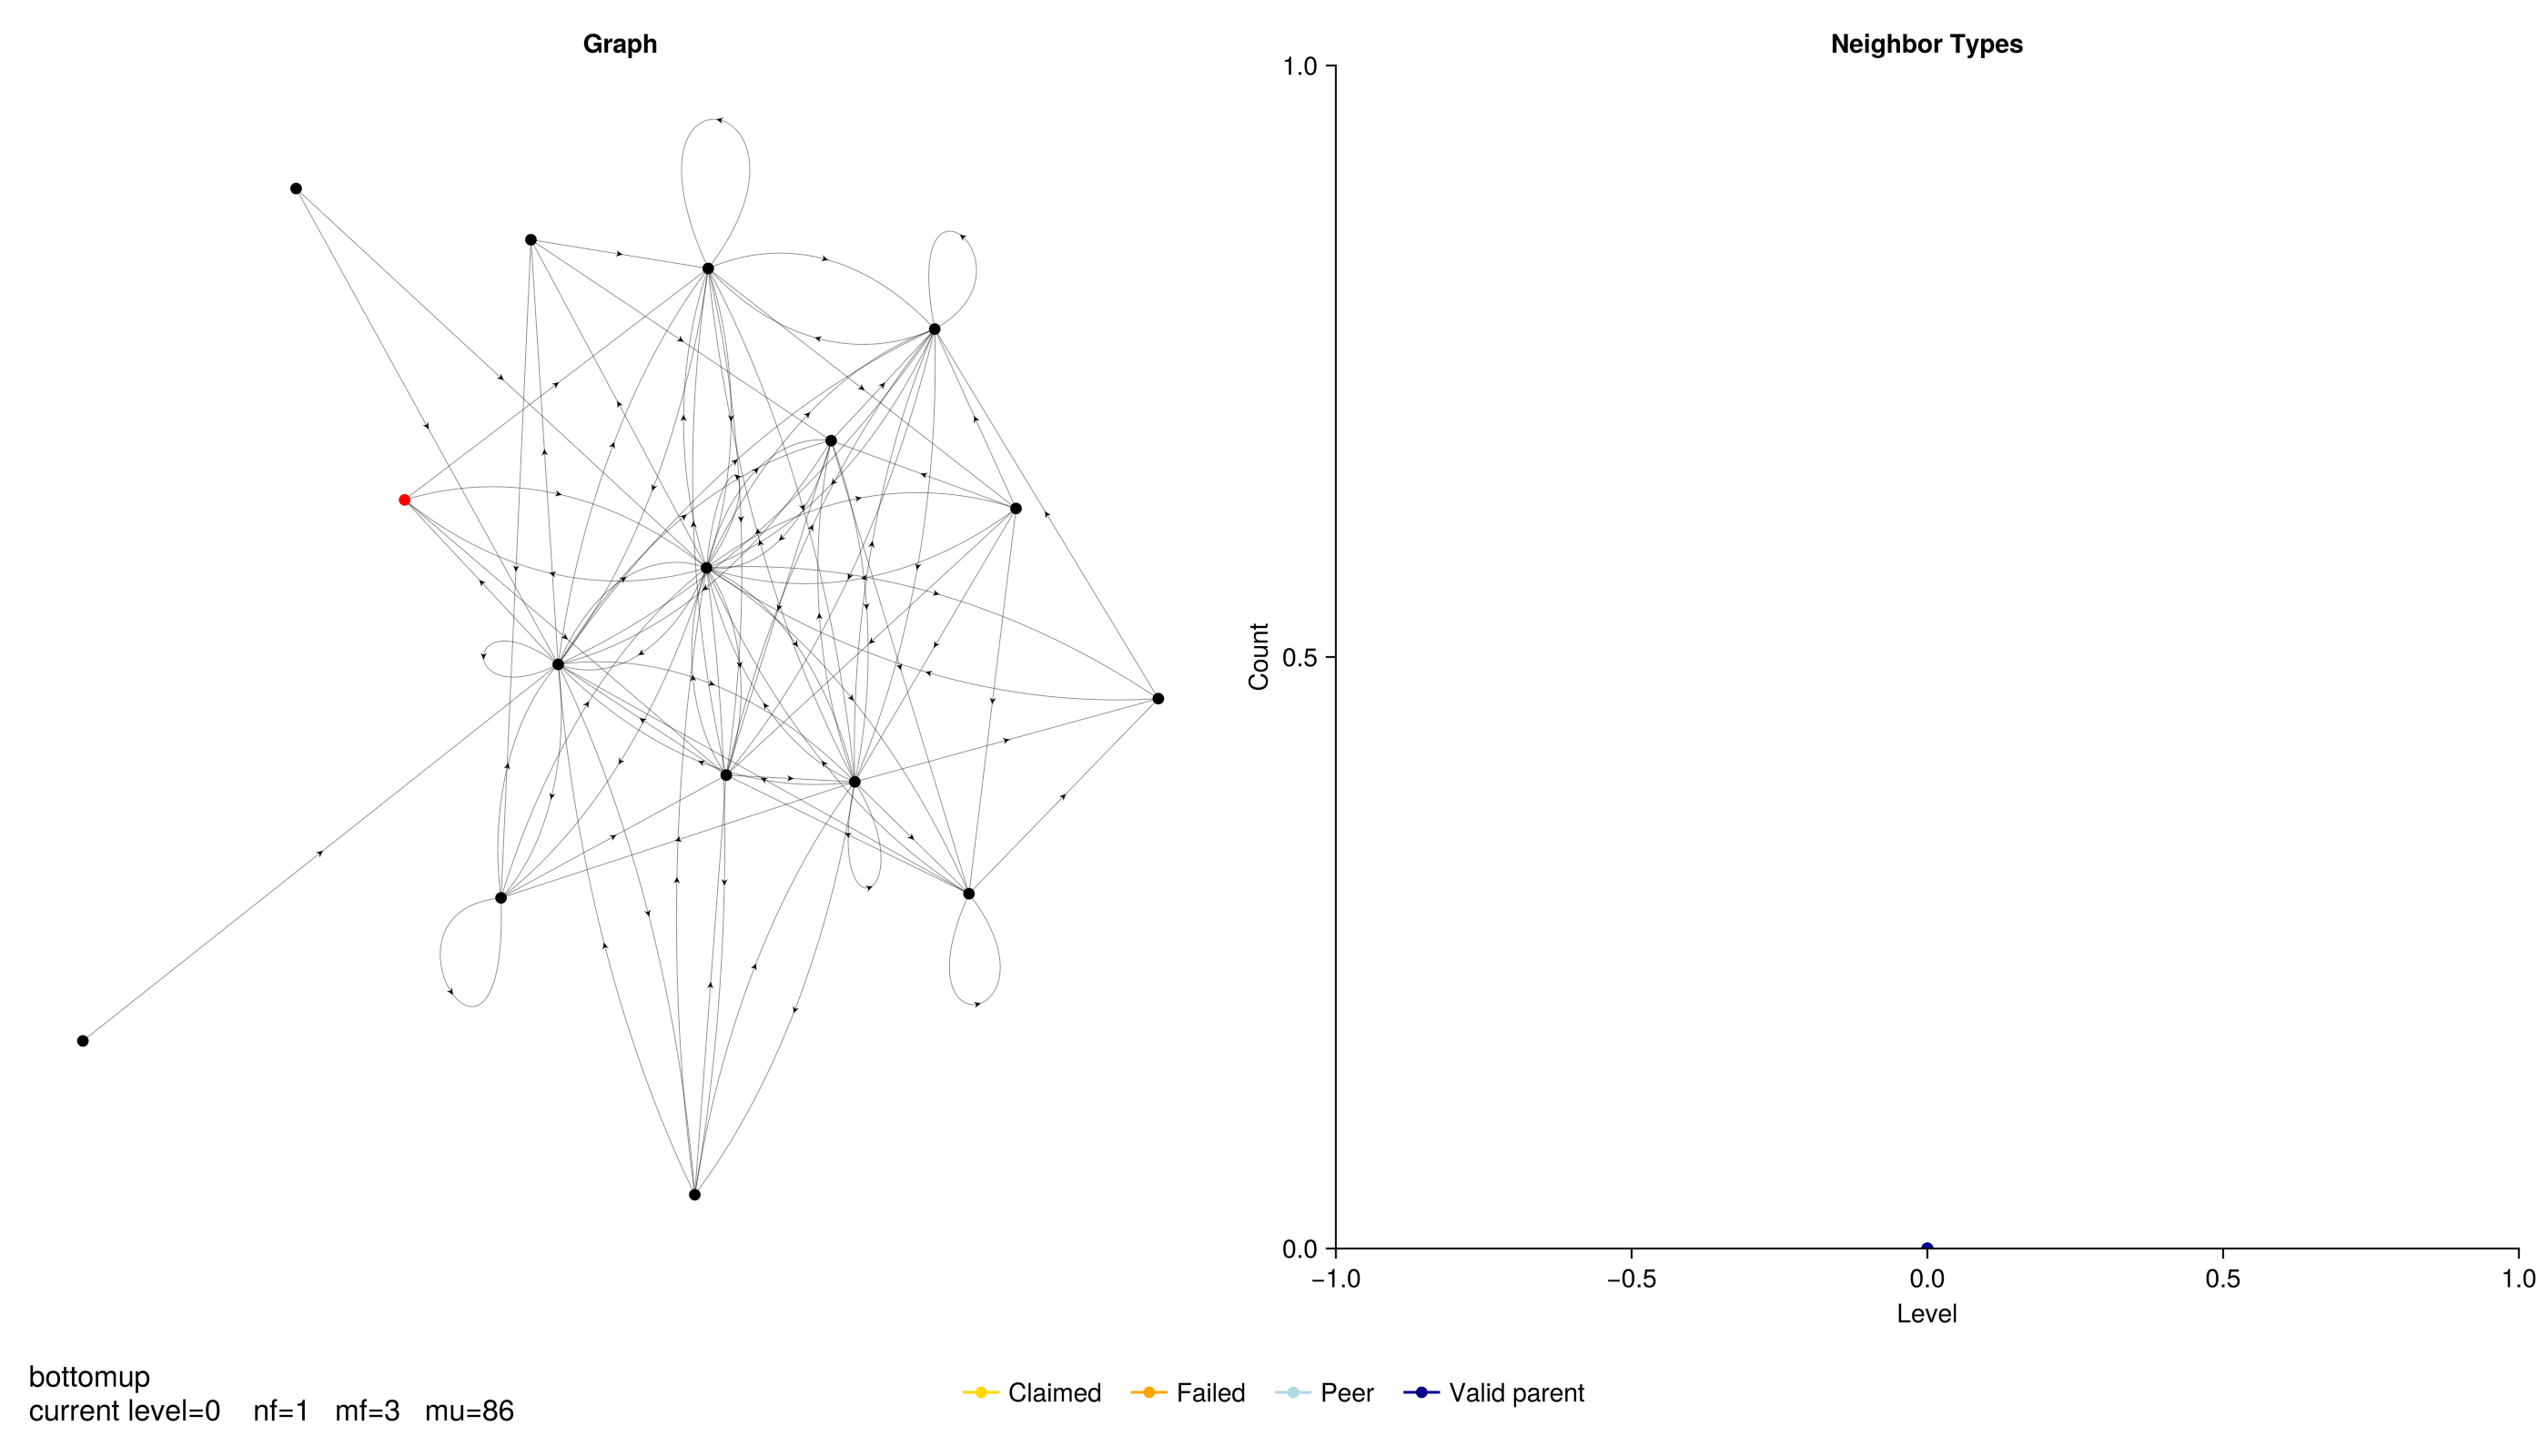 Graph
Neighbor Types
1.0
0.5
0.0
Count
−1.0 −0.5 0.0 0.5 1.0
Level
bottomup
current level=0 nf=1 mf=3 mu=86
Claimed Failed Peer Valid parent